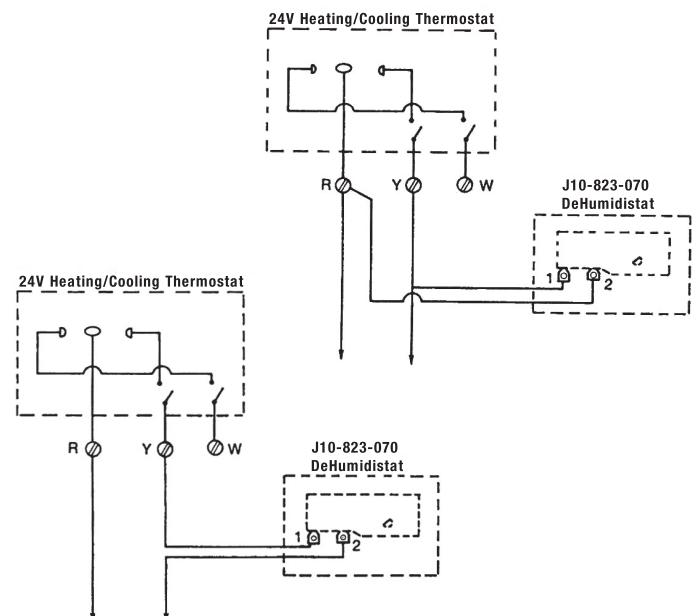 24V Heating/Cooling Thermostat
R Y W
J10-823-070
DeHumidistat
1 2
24V Heating/Cooling Thermostat
R Y W
J10-823-070
DeHumidistat
1 2